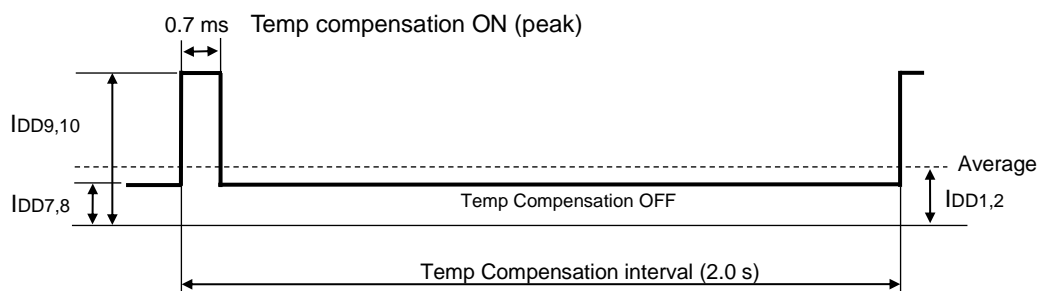 0.7 ms Temp compensation ON (peak)
IDD9,10
Average
IDD7,8
Temp Compensation OFF
IDD1,2
Temp Compensation interval (2.0 s)